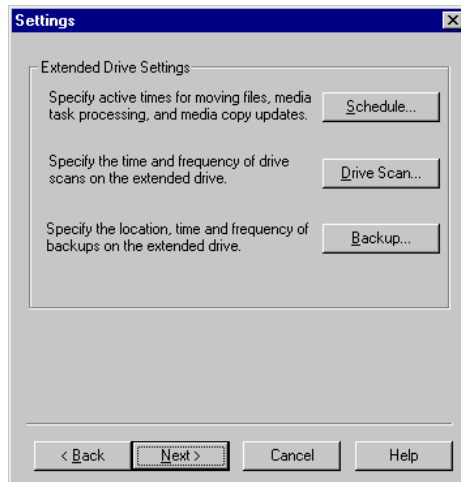 Settings
Extended Drive Settings
Specify active times for moving files, media
task processing, and media copy updates.
Schedule...
Specify the time and frequency of drive
scans on the extended drive.
Drive Scan...
Specify the location, time and frequency of
backups on the extended drive.
Backup...
< Back
Next >
Cancel
Help